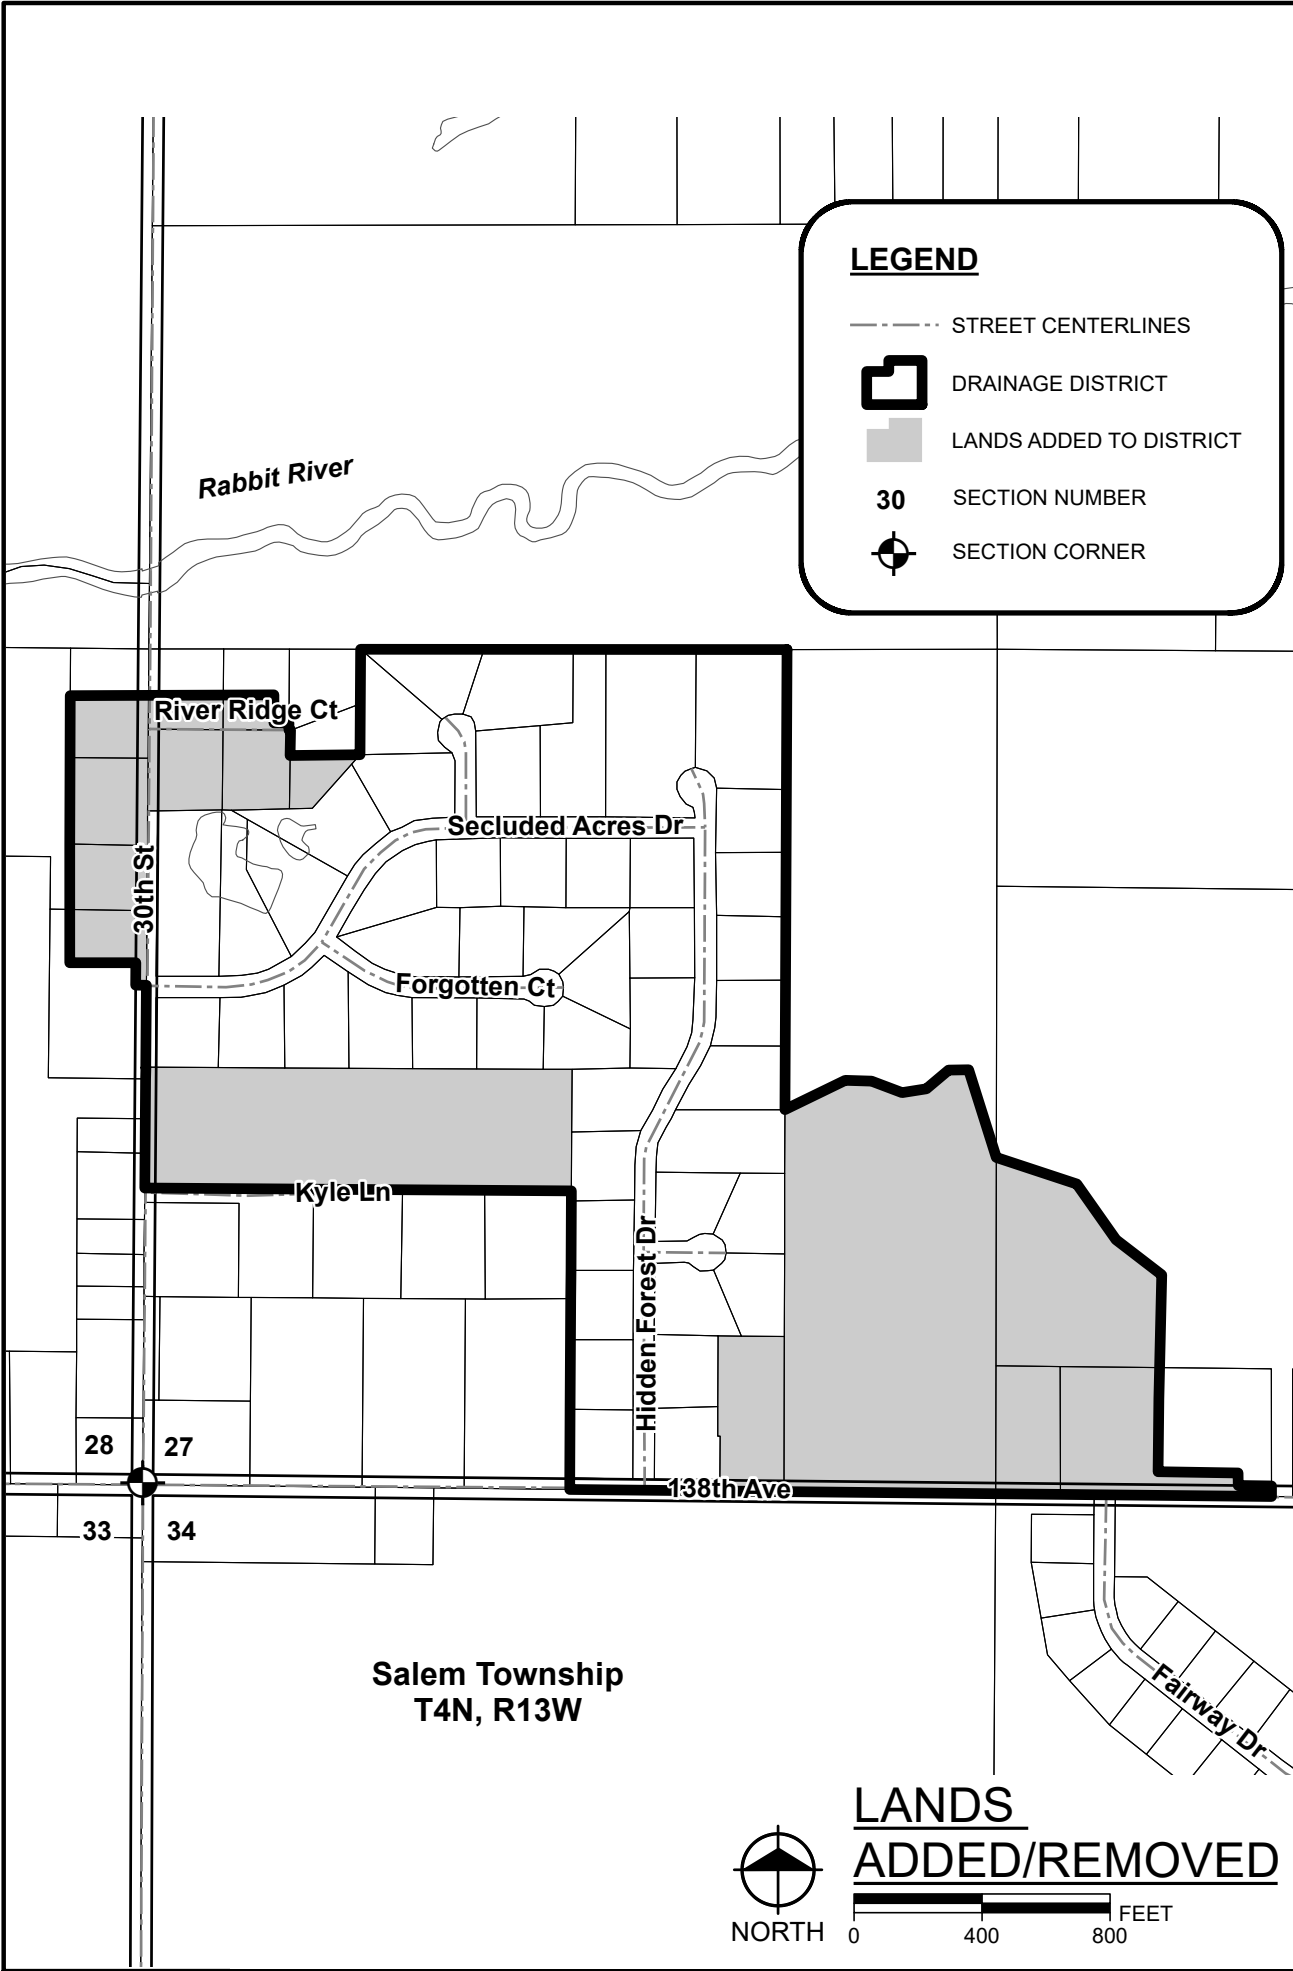 LEGEND
STREET CENTERLINES
DRAINAGE DISTRICT
LANDS ADDED TO DISTRICT
30 SECTION NUMBER
SECTION CORNER
Rabbit River
River Ridge Ct
Secluded Acres Dr
30th St
Forgotten Ct
Kyle Ln
Hidden Forest Dr
28 27
138th Ave
33 34
Salem Township
T4N, R13W
Fairway Dr
LANDS
ADDED/REMOVED
NORTH
FEET
0 400 800